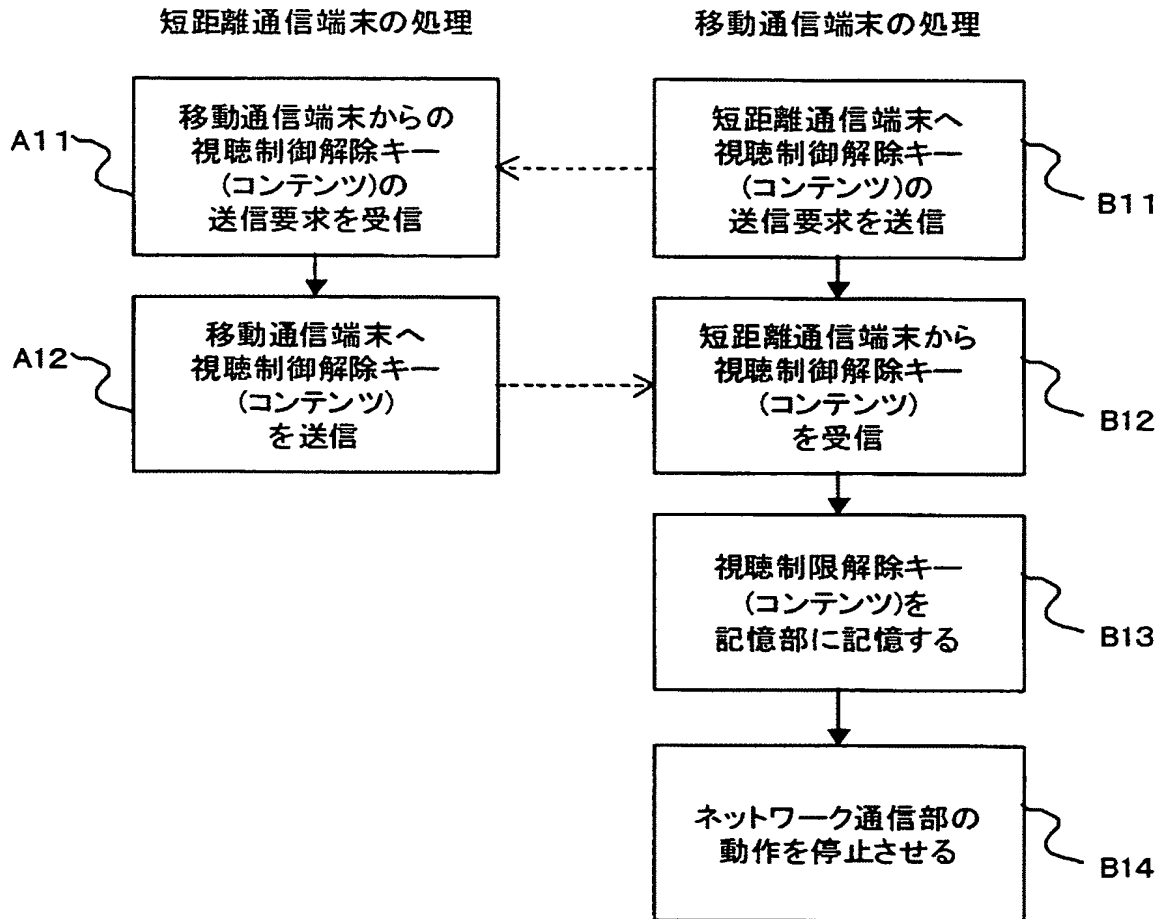 短距離通信端末の処理
移動通信端末の処理
A11
移動通信端末からの
視聴制御解除キー
(コンテンツ)の
送信要求を受信
短距離通信端末へ
視聴制御解除キー
(コンテンツ)の
送信要求を送信
B11
A12
移動通信端末へ
視聴制御解除キー
(コンテンツ)
を送信
短距離通信端末から
視聴制御解除キー
(コンテンツ)
を受信
B12
視聴制限解除キー
(コンテンツ)を
記憶部に記憶する
B13
ネットワーク通信部の
動作を停止させる
B14